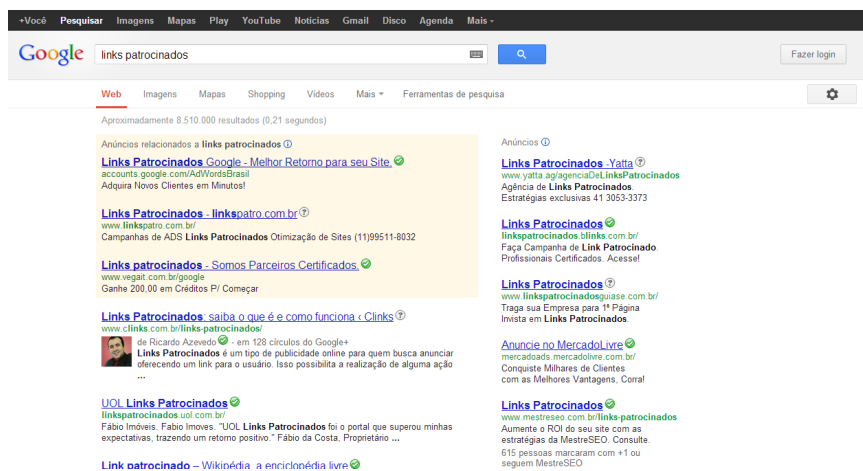 +Você Pesquisar Imagens Mapas Play YouTube Notícias Gmail Disco Agenda Mais
Google
links patrocinados
Fazer login
Web Imagens Mapas Shopping Vídeos Mais Ferramentas de pesquisa
Aproximadamente 8.510.000 resultados (0,21 segundos)
Anúncios relacionados a links patrocinados
Links Patrocinados Google - Melhor Retorno para seu Site.
accounts.google.com/AdWordsBrasil
Adquira Novos Clientes em Minutos!
Links Patrocinados - linkspatro.com.br
www.linkspatro.com.br/
Campanhas de ADS Links Patrocinados Otimização de Sites (11)99511-8032
Links patrocinados - Somos Parceiros Certificados.
www.vegait.com.br/google
Ganhe 200,00 em Créditos P/ Começar
Links Patrocinados: saiba o que é e como funciona ‹ Clinks
www.clinks.com.br/links-patrocinados/
de Ricardo Azevedo - em 128 círculos do Google+
Links Patrocinados é um tipo de publicidade online para quem busca anunciar
oferecendo um link para o usuário. Isso possibilita a realização de alguma ação
...
UOL Links Patrocinados
linkspatrocinados.uol.com.br/
Fábio Imóveis. Fabio Imoves. "UOL Links Patrocinados foi o portal que superou minhas
expectativas, trazendo um retorno positivo." Fábio da Costa, Proprietário ...
Link patrocinado – Wikipédia, a enciclopédia livre
Anúncios
Links Patrocinados -Yatta
www.yatta.ag/agenciaDeLinksPatrocinados
Agência de Links Patrocinados.
Estratégias exclusivas 41 3053-3373
Links Patrocinados
linkspatrocinados.blinks.com.br/
Faça Campanha de Link Patrocinado.
Profissionais Certificados. Acesse!
Links Patrocinados
www.linkspatrocinadosguiase.com.br/
Traga sua Empresa para 1ª Página
Invista em Links Patrocinados.
Anuncie no MercadoLivre
mercadoads.mercadolivre.com.br/
Conquiste Milhares de Clientes
com as Melhores Vantagens, Corra!
Links Patrocinados
www.mestreseo.com.br/links-patrocinados
Aumente o ROI do seu site com as
estratégias da MestreSEO. Consulte.
615 pessoas marcaram com +1 ou
seguem MestreSEO